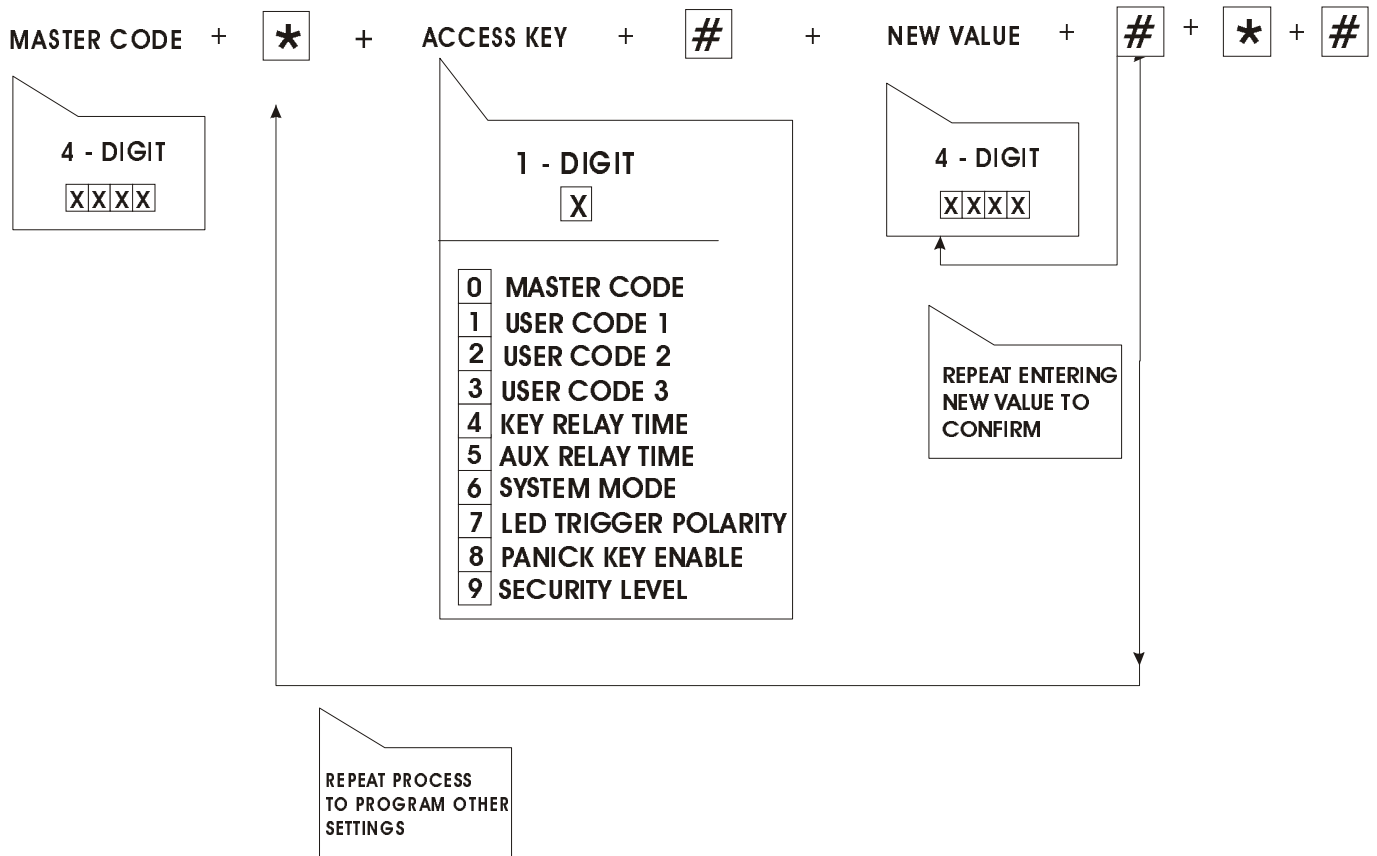 MASTER CODE + * + ACCESS KEY + # + NEW VALUE + # + * + #
4 - DIGIT
XXXX
1 - DIGIT
X
0 MASTER CODE
1 USER CODE 1
2 USER CODE 2
3 USER CODE 3
4 KEY RELAY TIME
5 AUX RELAY TIME
6 SYSTEM MODE
7 LED TRIGGER POLARITY
8 PANICK KEY ENABLE
9 SECURITY LEVEL
4 - DIGIT
XXXX
REPEAT ENTERING
NEW VALUE TO
CONFIRM
REPEAT PROCESS
TO PROGRAM OTHER
SETTINGS